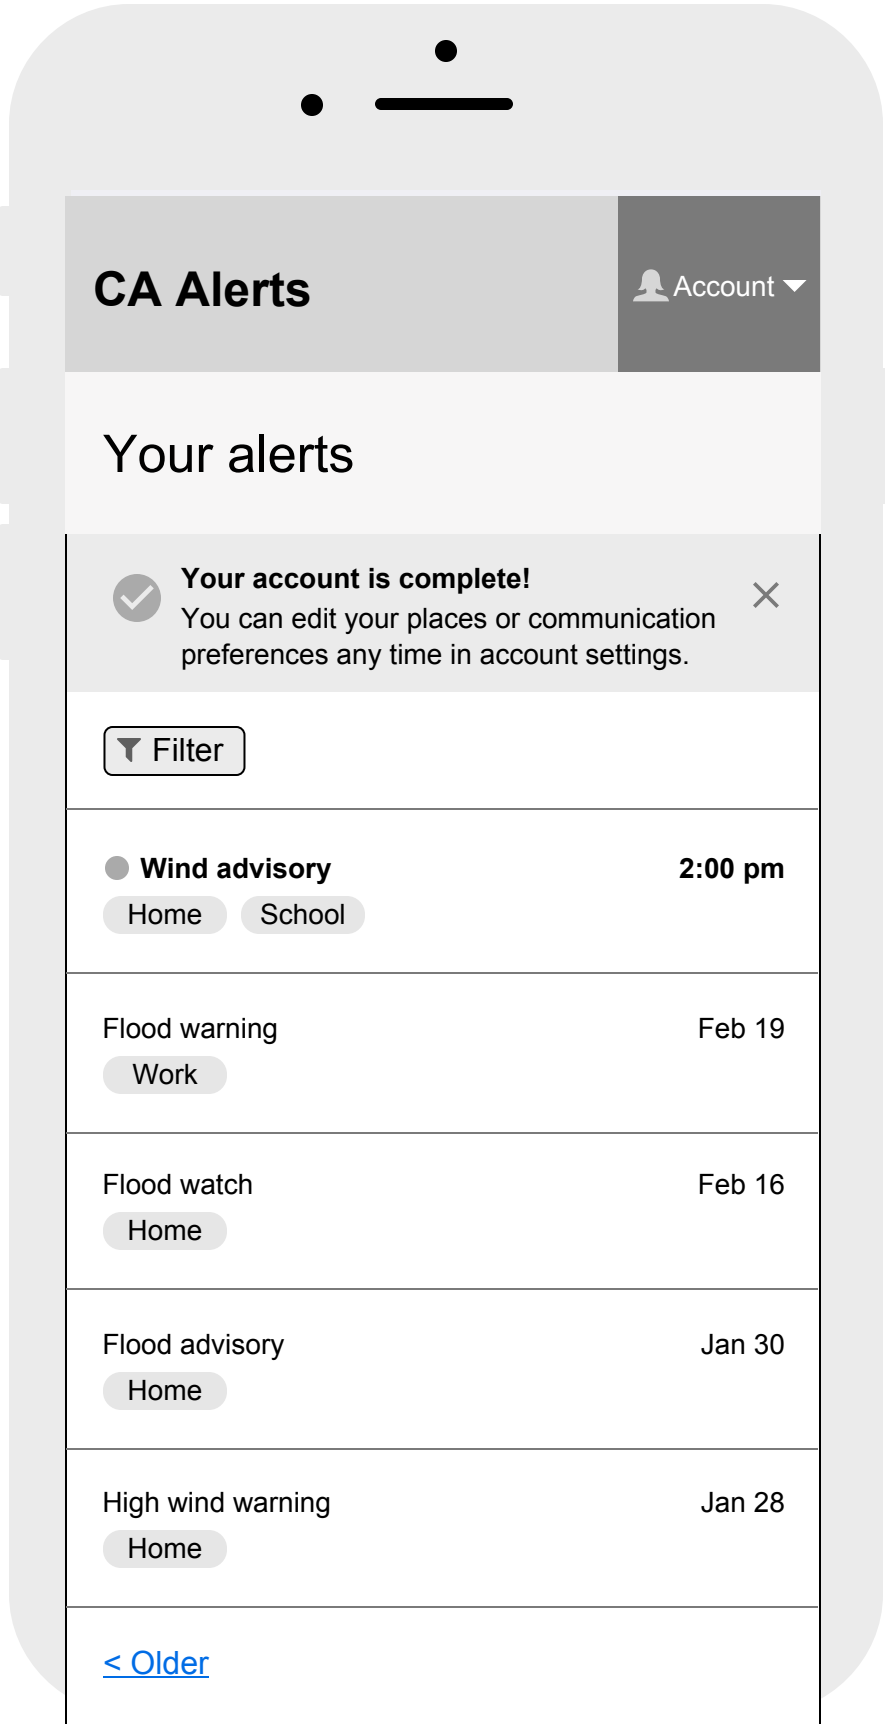 CA Alerts
Account
Your alerts
Your account is complete!
You can edit your places or communication
preferences any time in account settings.
Filter
Wind advisory 2:00 pm
Home School
Flood warning Feb 19
Work
Flood watch Feb 16
Home
Flood advisory Jan 30
Home
High wind warning Jan 28
Home
< Older